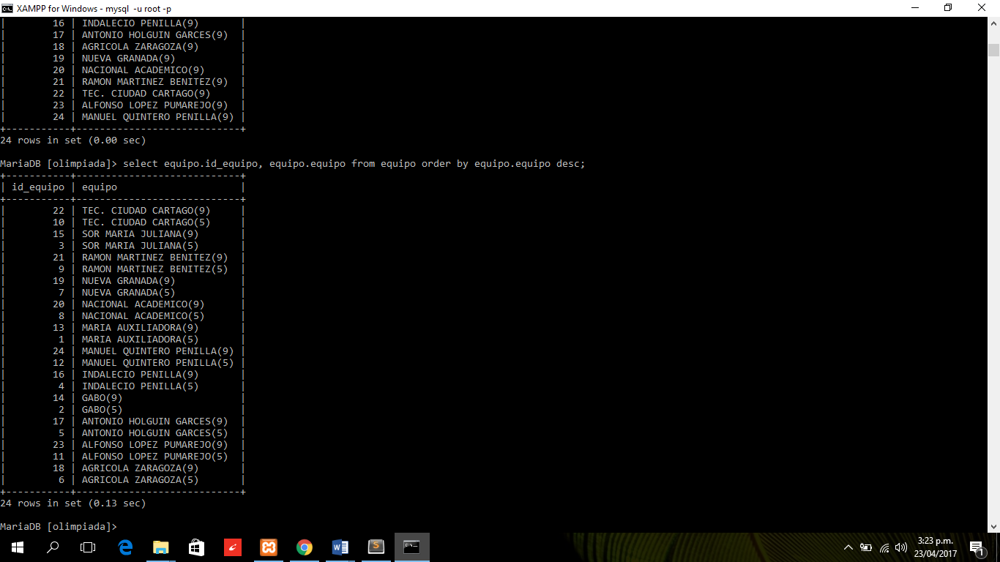 XAMPP for Windows - mysql -u root -p
|        16 | INDALECIO PENILLA(9)       |
|        17 | ANTONIO HOLGUIN GARCES(9)  |
|        18 | AGRICOLA ZARAGOZA(9)       |
|        19 | NUEVA GRANADA(9)           |
|        20 | NACIONAL ACADEMICO(9)      |
|        21 | RAMON MARTINEZ BENITEZ(9)  |
|        22 | TEC. CIUDAD CARTAGO(9)     |
|        23 | ALFONSO LOPEZ PUMAREJO(9)  |
|        24 | MANUEL QUINTERO PENILLA(9) |
+-----------+----------------------------+
24 rows in set (0.00 sec)
MariaDB [olimpiada]> select equipo.id_equipo, equipo.equipo from equipo order by equipo.equipo desc;
+-----------+----------------------------+
| id_equipo | equipo                     |
+-----------+----------------------------+
|        22 | TEC. CIUDAD CARTAGO(9)     |
|        10 | TEC. CIUDAD CARTAGO(5)     |
|        15 | SOR MARIA JULIANA(9)       |
|         3 | SOR MARIA JULIANA(5)       |
|        21 | RAMON MARTINEZ BENITEZ(9)  |
|         9 | RAMON MARTINEZ BENITEZ(5)  |
|        19 | NUEVA GRANADA(9)           |
|         7 | NUEVA GRANADA(5)           |
|        20 | NACIONAL ACADEMICO(9)      |
|         8 | NACIONAL ACADEMICO(5)      |
|        13 | MARIA AUXILIADORA(9)       |
|         1 | MARIA AUXILIADORA(5)       |
|        24 | MANUEL QUINTERO PENILLA(9) |
|        12 | MANUEL QUINTERO PENILLA(5) |
|        16 | INDALECIO PENILLA(9)       |
|         4 | INDALECIO PENILLA(5)       |
|        14 | GABO(9)                    |
|         2 | GABO(5)                    |
|        17 | ANTONIO HOLGUIN GARCES(9)  |
|         5 | ANTONIO HOLGUIN GARCES(5)  |
|        23 | ALFONSO LOPEZ PUMAREJO(9)  |
|        11 | ALFONSO LOPEZ PUMAREJO(5)  |
|        18 | AGRICOLA ZARAGOZA(9)       |
|         6 | AGRICOLA ZARAGOZA(5)       |
+-----------+----------------------------+
24 rows in set (0.13 sec)
MariaDB [olimpiada]>
3:23 p.m.
23/04/2017
1